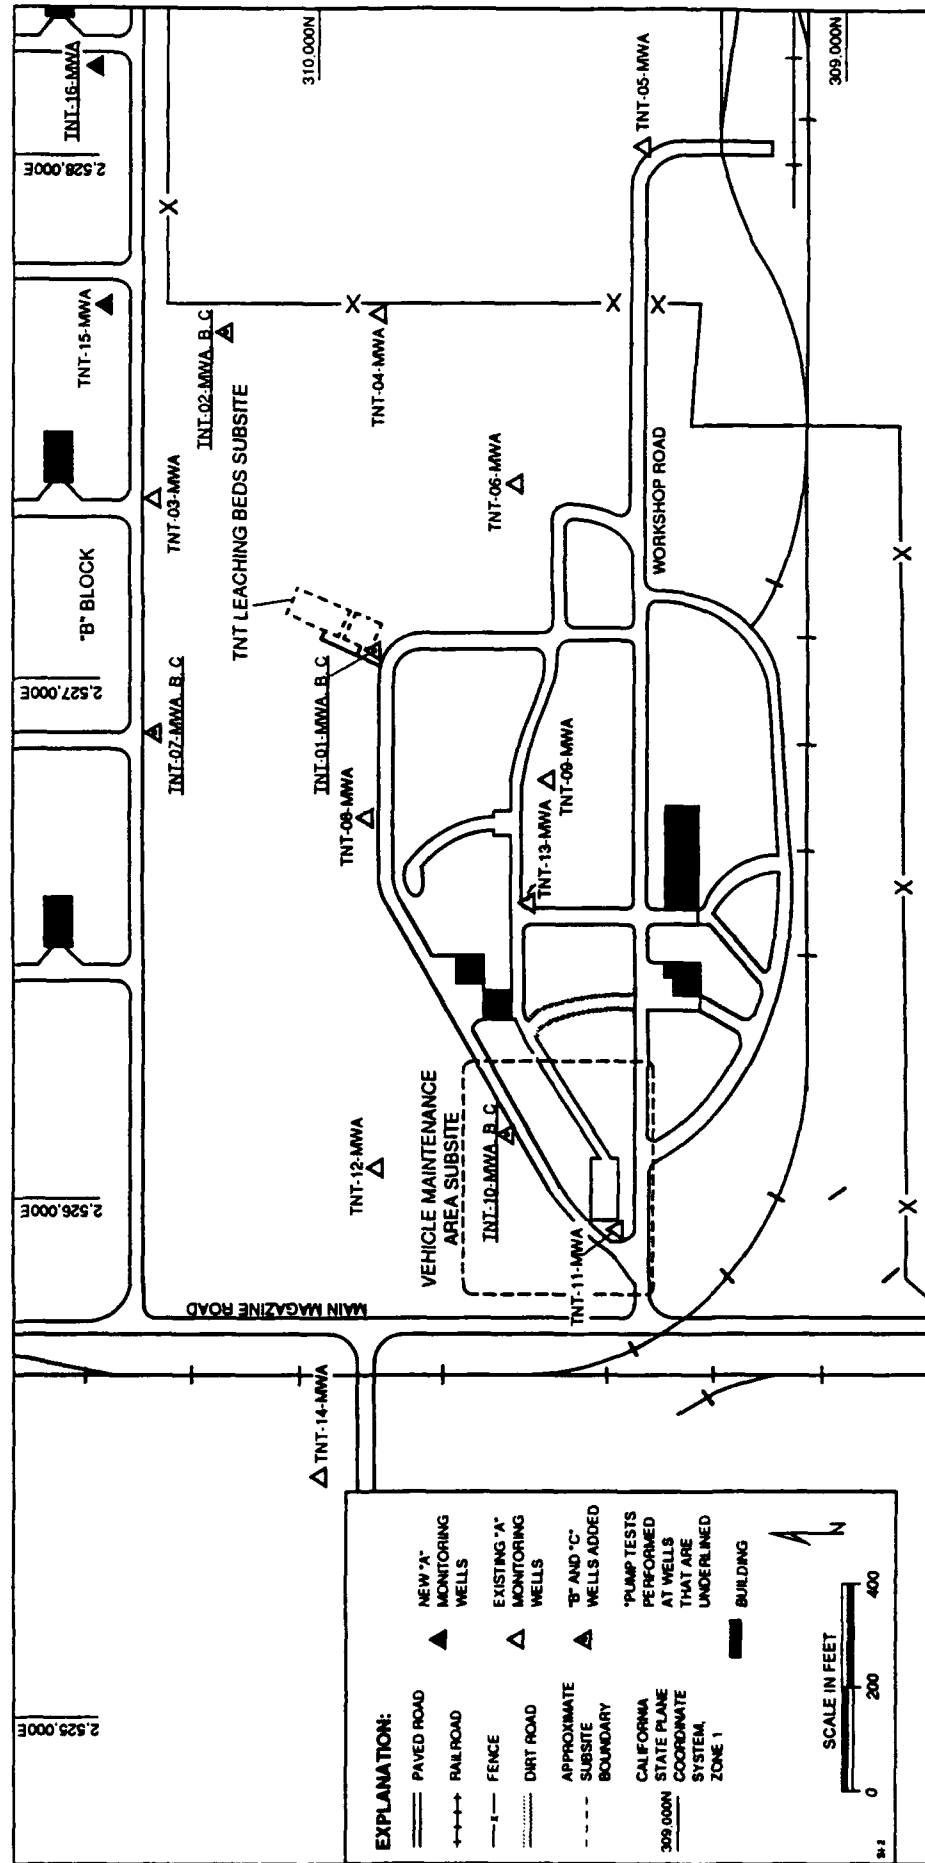 2,525,000E
2,526,000E
2,527,000E
2,528,000E
310,000N
309,000N
TNT-14-MWA
MAIN MAGAZINE ROAD
TNT-12-MWA
VEHICLE MAINTENANCE
AREA SUBSITE
TNT-10-MWA, B, C
TNT-11-MWA
TNT-07-MWA, B, C
"B" BLOCK
TNT-03-MWA
TNT-15-MWA
TNT-16-MWA
TNT-02-MWA, B, C
TNT LEACHING BEDS SUBSITE
TNT-01-MWA, B, C
TNT-08-MWA
TNT-04-MWA
TNT-06-MWA
TNT-05-MWA
TNT-09-MWA
TNT-13-MWA
WORKSHOP ROAD
X
X
X
X
X
X
X
EXPLANATION:
PAVED ROAD
RAILROAD
x
FENCE
DIRT ROAD
APPROXIMATE
SUBSITE
BOUNDARY
309,000N
CALIFORNIA
STATE PLANE
COORDINATE
SYSTEM,
ZONE 1
NEW "A"
MONITORING
WELLS
EXISTING "A"
MONITORING
WELLS
"B" AND "C"
WELLS ADDED
*PUMP TESTS
PERFORMED
AT WELLS
THAT ARE
UNDERLINED
BUILDING
N
SCALE IN FEET
0 200 400